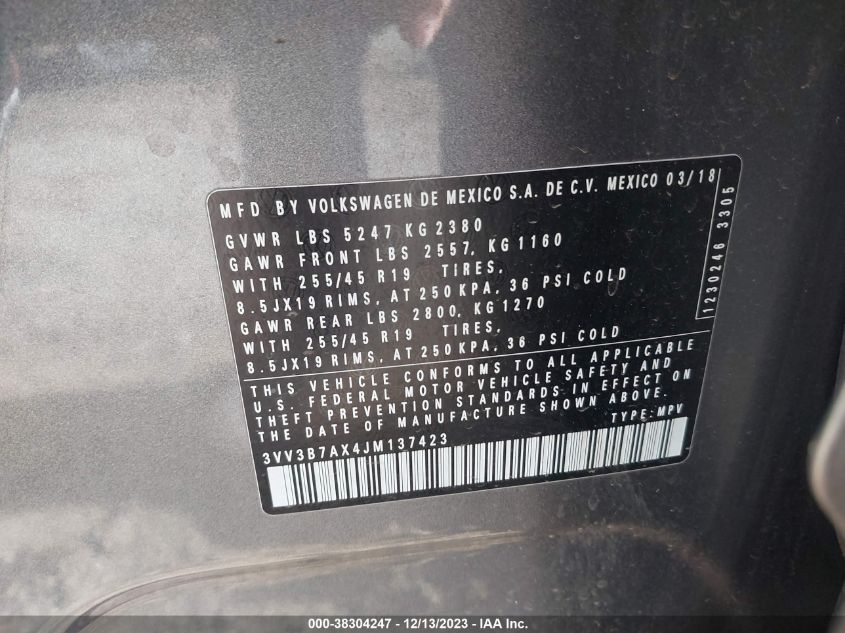 MFD BY VOLKSWAGEN DE MEXICO S.A. DE C.V. MEXICO 03/18
GVWR LBS 5247 KG 2380
GAWR FRONT LBS 2557, KG 1160
WITH 255/45 R19 TIRES,
8.5JX19 RIMS, AT 250 KPA, 36 PSI COLD
GAWR REAR LBS 2800, KG 1270
WITH 255/45 R19 TIRES,
8.5JX19 RIMS, AT 250 KPA, 36 PSI COLD
THIS VEHICLE CONFORMS TO ALL APPLICABLE
U.S. FEDERAL MOTOR VEHICLE SAFETY AND
THEFT PREVENTION STANDARDS IN EFFECT ON
THE DATE OF MANUFACTURE SHOWN ABOVE.
TYPE: MPV
3VV3B7AX4JM137423
1230246 3305
000-38304247 - 12/13/2023 - IAA Inc.